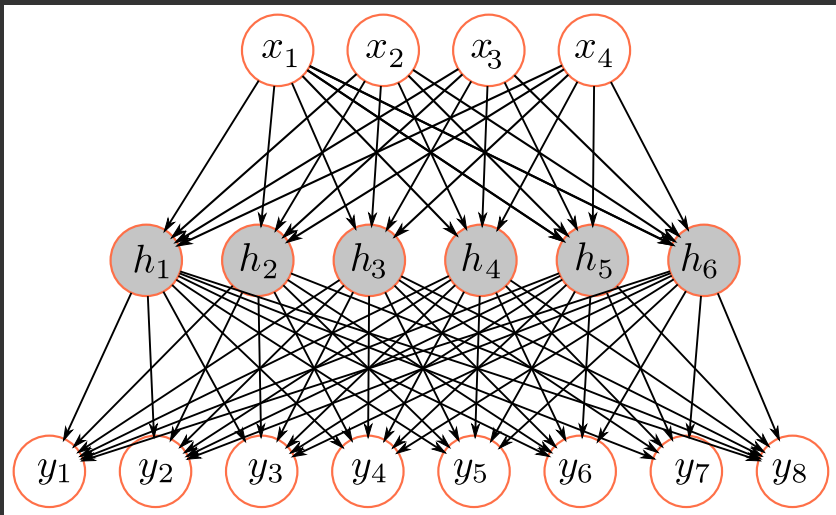 x₁ x₂ x₃ x₄
h₁ h₂ h₃ h₄ h₅ h₆
y₁ y₂ y₃ y₄ y₅ y₆ y₇ y₈